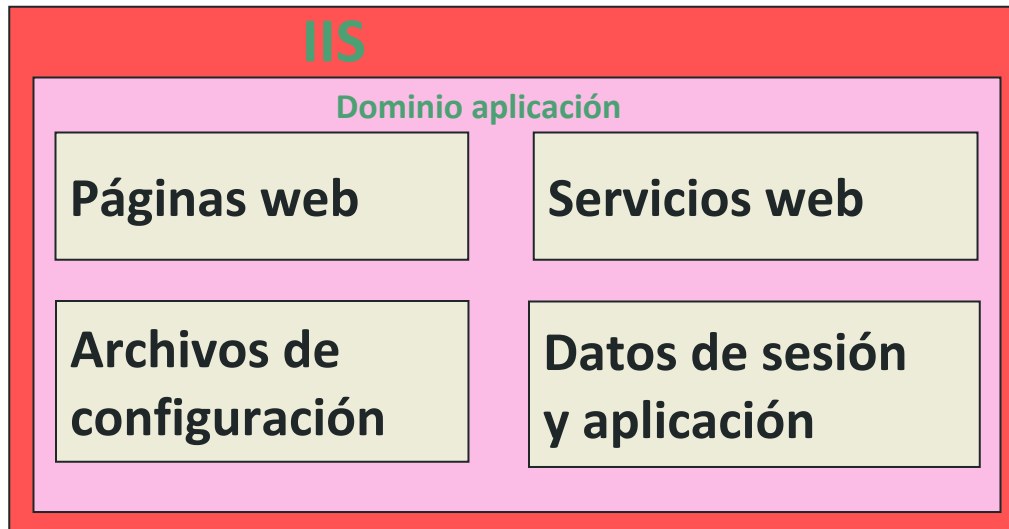 IIS
Dominio aplicación
Páginas web
Servicios web
Archivos de
configuración
Datos de sesión
y aplicación